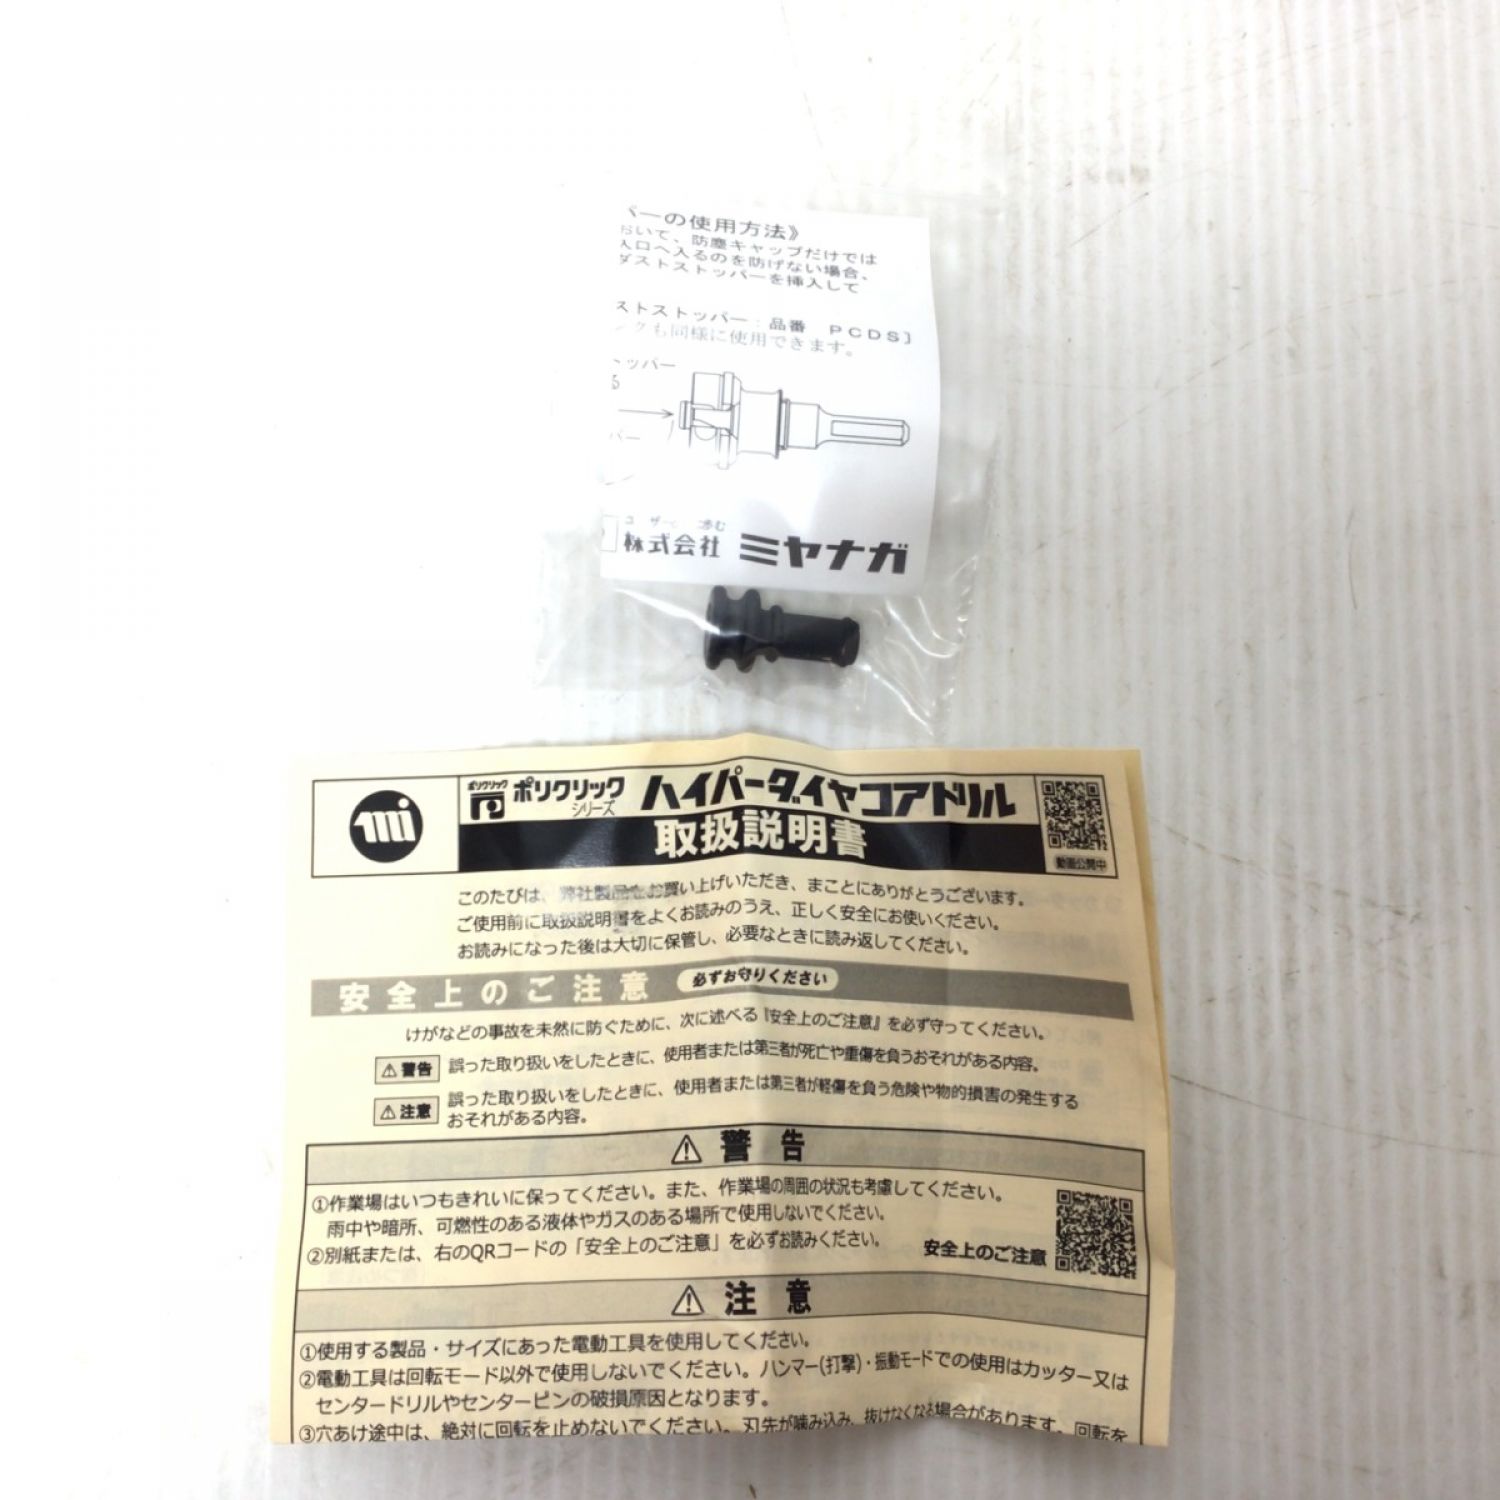 パーの使用方法》
おいて、防塵キャップだけでは
入口へ入るのを防げない場合、
ダストストッパーを挿入して
ストストッパー：品番 PCDS］
ンクも同様に使用できます。
トッパー
る
パー
ユーザーと 歩む
株式会社 ミヤナガ
mi
ポリクリック
ポリクリック
シリーズ
ハイパーダイヤコアドリル
取扱説明書
動画公開中
このたびは、弊社製品をお買い上げいただき、まことにありがとうございます。
ご使用前に取扱説明書をよくお読みのうえ、正しく安全にお使いください。
お読みになった後は大切に保管し、必要なときに読み返してください。
安全上のご注意 必ずお守りください
けがなどの事故を未然に防ぐために、次に述べる『安全上のご注意』を必ず守ってください。
⚠警告 誤った取り扱いをしたときに、使用者または第三者が死亡や重傷を負うおそれがある内容。
⚠注意 誤った取り扱いをしたときに、使用者または第三者が軽傷を負う危険や物的損害の発生する
おそれがある内容。
⚠ 警 告
①作業場はいつもきれいに保ってください。また、作業場の周囲の状況も考慮してください。
雨中や暗所、可燃性のある液体やガスのある場所で使用しないでください。
②別紙または、右のQRコードの「安全上のご注意」を必ずお読みください。
安全上のご注意
⚠ 注 意
①使用する製品・サイズにあった電動工具を使用してください。
②電動工具は回転モード以外で使用しないでください。ハンマー(打撃)・振動モードでの使用はカッター又は
センタードリルやセンターピンの破損原因となります。
③穴あけ途中は、絶対に回転を止めないでください。刃先が噛み込み、抜けなくなる場合があります。回転を